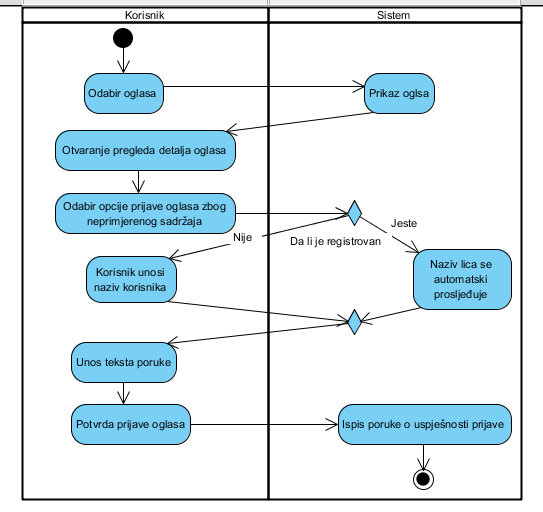 Korisnik
Sistem
Odabir oglasa
Prikaz oglsa
Otvaranje pregleda detalja oglasa
Odabir opcije prijave oglasa zbog
neprimjerenog sadržaja
Jeste
Nije
Da li je registrovan
Korisnik unosi
naziv korisnika
Naziv lica se
automatski
prosljeđuje
Unos teksta poruke
Potvrda prijave oglasa
Ispis poruke o uspješnosti prijave